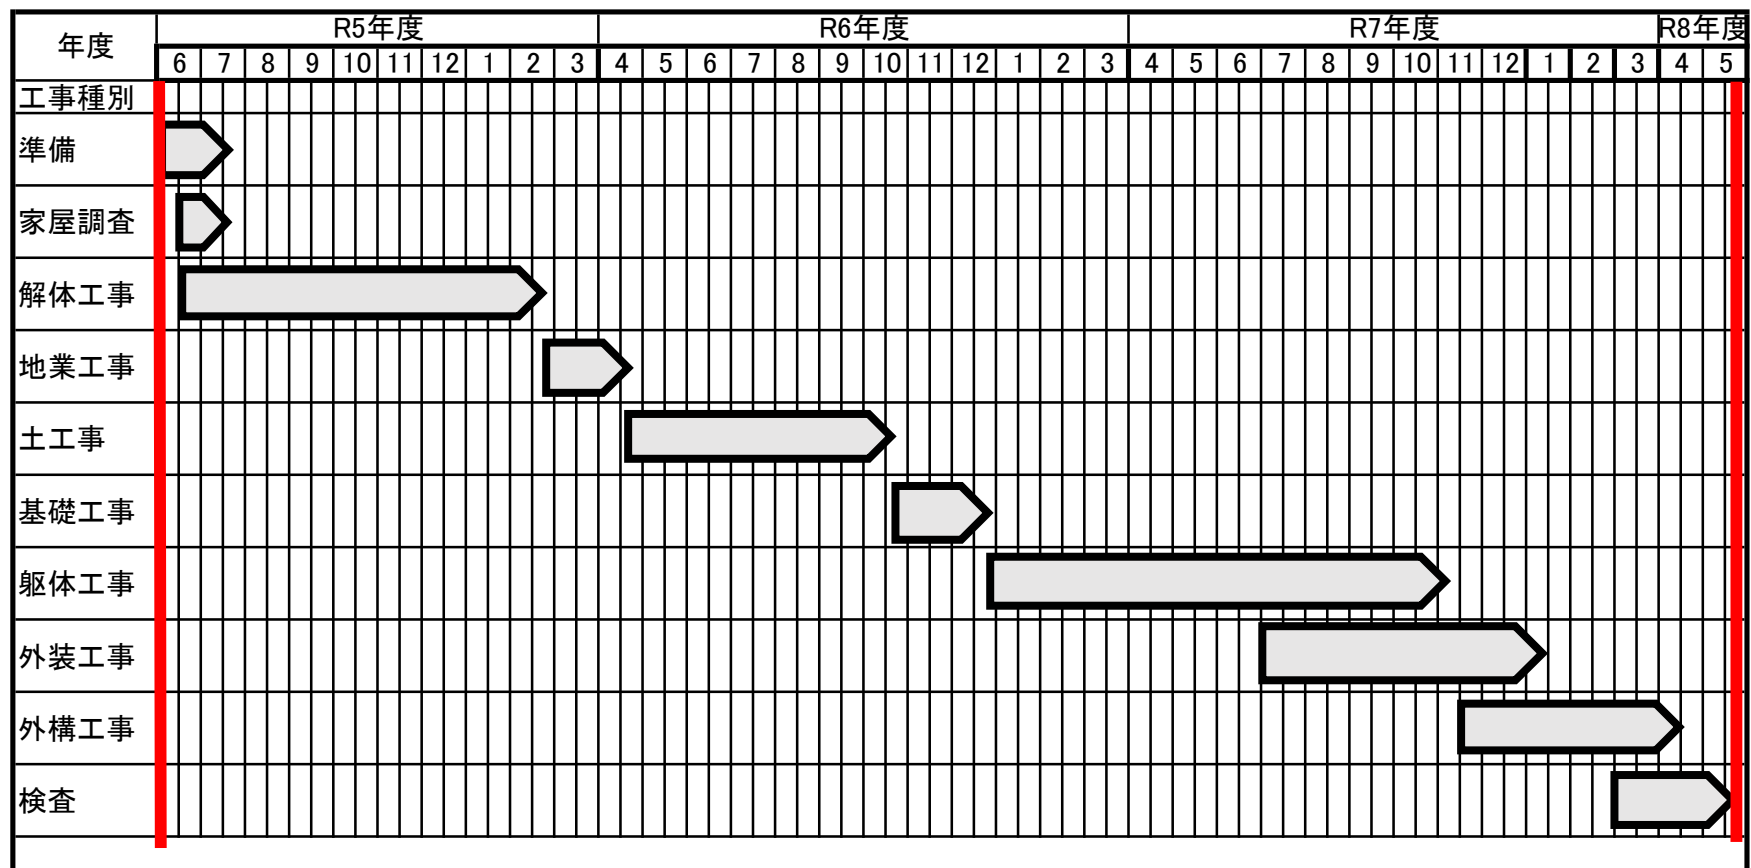 年度 R5年度 R6年度 R7年度 R8年度
6 7 8 9 10 11 12 1 2 3 4 5 6 7 8 9 10 11 12 1 2 3 4 5 6 7 8 9 10 11 12 1 2 3 4 5
工事種別
準備
家屋調査
解体工事
地業工事
土工事
基礎工事
躯体工事
外装工事
外構工事
検査